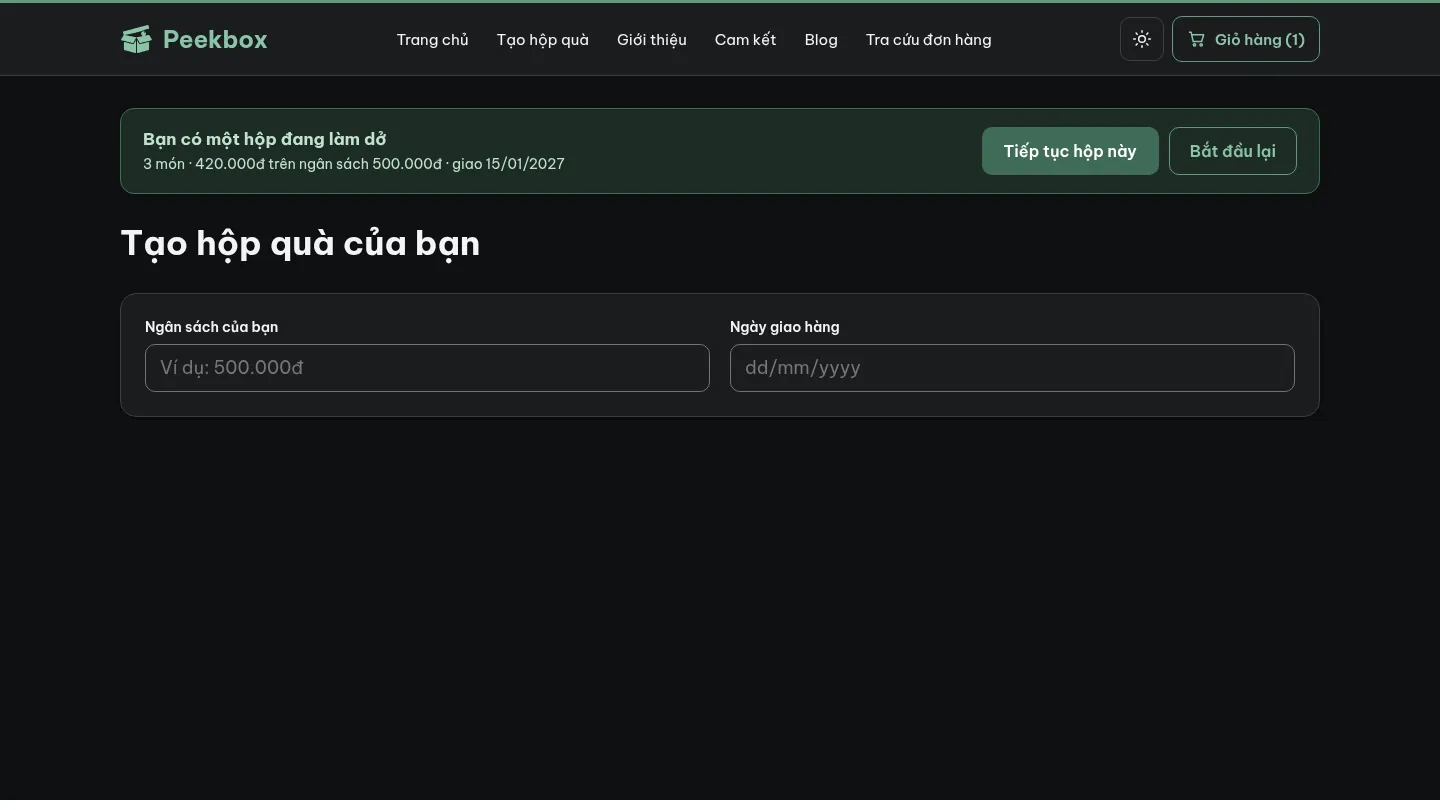 Peekbox
Trang chủ
Tạo hộp quà
Giới thiệu
Cam kết
Blog
Tra cứu đơn hàng
Giỏ hàng (1)
Bạn có một hộp đang làm dở
3 món · 420.000đ trên ngân sách 500.000đ · giao 15/01/2027
Tiếp tục hộp này
Bắt đầu lại
Tạo hộp quà của bạn
Ngân sách của bạn
Ví dụ: 500.000đ
Ngày giao hàng
dd/mm/yyyy